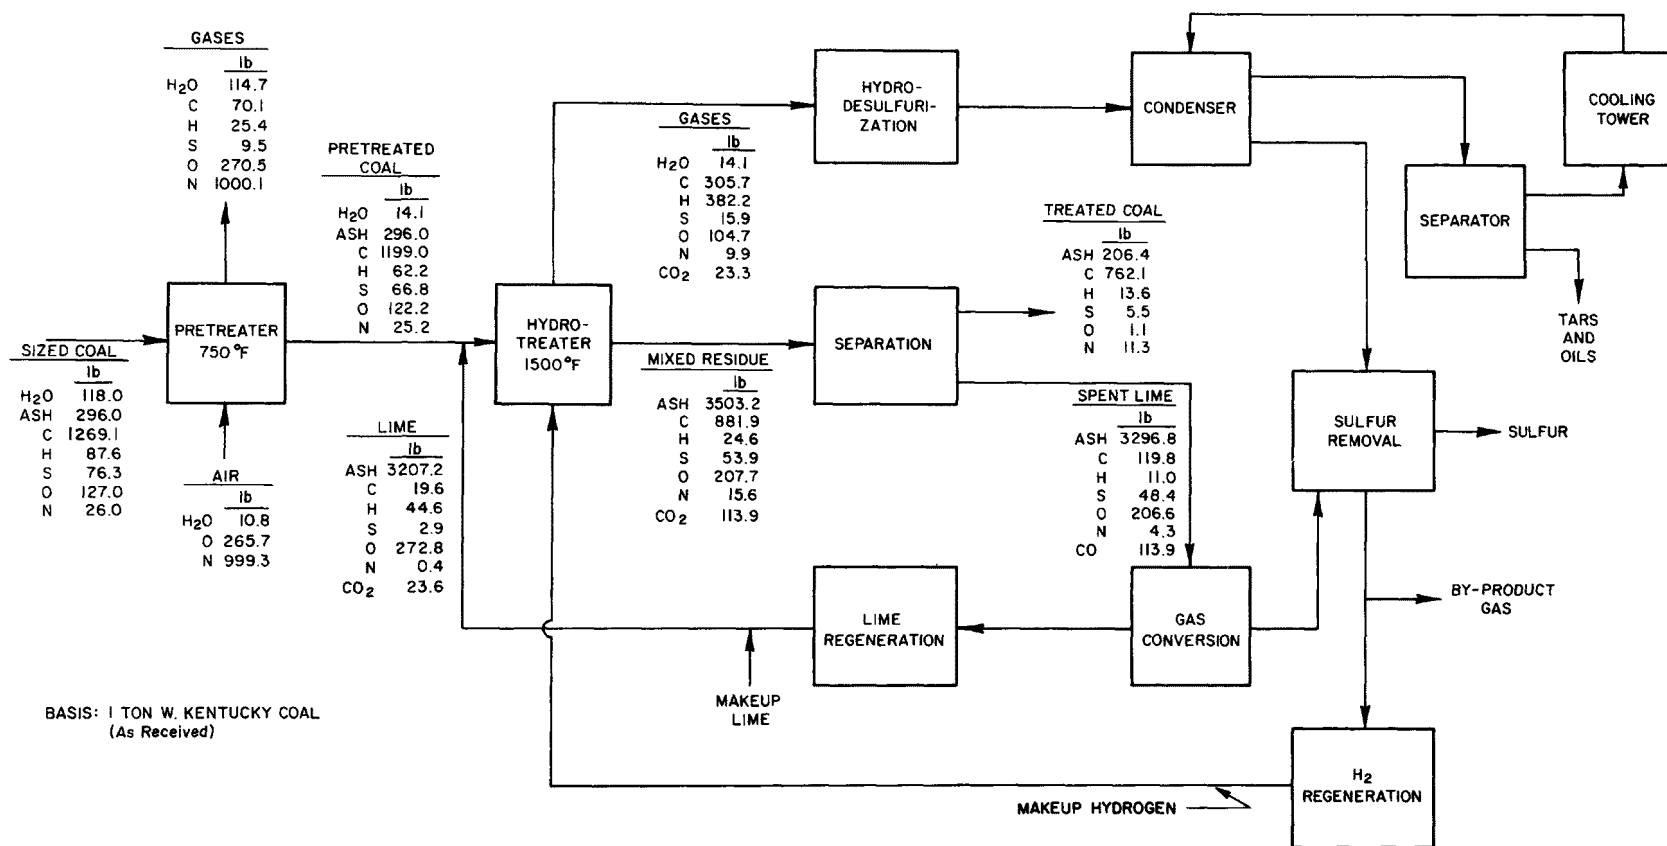 GASES
lb
H2O 114.7
C 70.1
H 25.4
S 9.5
O 270.5
N 1000.1
PRETREATED
COAL
lb
H2O 14.1
ASH 296.0
C 1199.0
H 62.2
S 66.8
O 122.2
N 25.2
PRETREATER
750°F
SIZED COAL
lb
H2O 118.0
ASH 296.0
C 1269.1
H 87.6
S 76.3
O 127.0
N 26.0
AIR
lb
H2O 10.8
O 265.7
N 999.3
LIME
lb
ASH 3207.2
C 19.6
H 44.6
S 2.9
O 272.8
N 0.4
CO2 23.6
HYDRO-
TREATER
1500°F
GASES
lb
H2O 14.1
C 305.7
H 382.2
S 15.9
O 104.7
N 9.9
CO2 23.3
MIXED RESIDUE
lb
ASH 3503.2
C 881.9
H 24.6
S 53.9
O 207.7
N 15.6
CO2 113.9
HYDRO-
DESULFURI-
ZATION
SEPARATION
LIME
REGENERATION
MAKEUP
LIME
TREATED COAL
lb
ASH 206.4
C 762.1
H 13.6
S 5.5
O 1.1
N 11.3
SPENT LIME
lb
ASH 3296.8
C 119.8
H 11.0
S 48.4
O 206.6
N 4.3
CO 113.9
GAS
CONVERSION
CONDENSER
COOLING
TOWER
SEPARATOR
TARS
AND
OILS
SULFUR
REMOVAL
SULFUR
BY-PRODUCT
GAS
H2
REGENERATION
MAKEUP HYDROGEN
BASIS: 1 TON W. KENTUCKY COAL
(As Received)